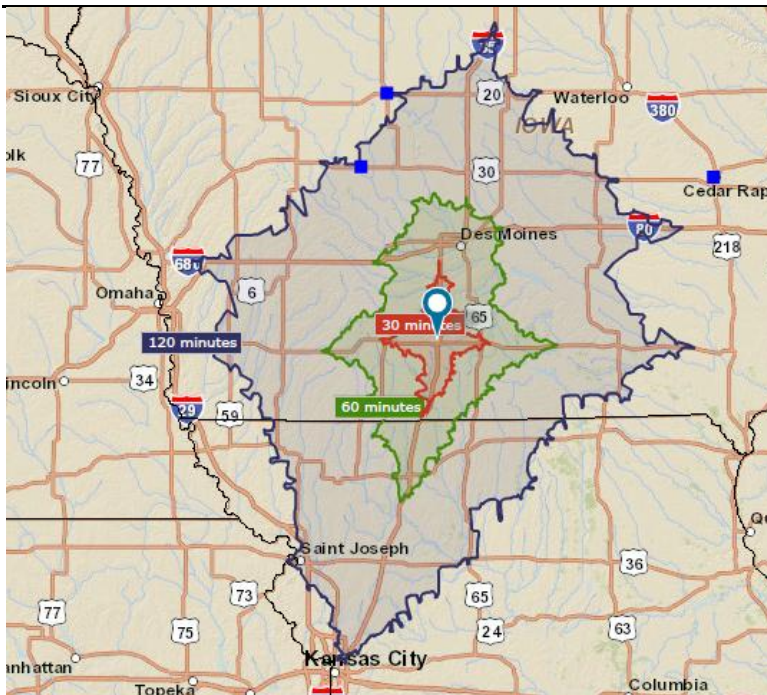 35
Sioux City
20
Waterloo
380
IOWA
olk
77
30
Cedar Rap
Des Moines
80
218
680
6
Omaha
65
30 minutes
120 minutes
incoln
34
60 minutes
29
59
Saint Joseph
36
73
65
77
75
24
63
anhattan
Kansas City
Topeka
Columbia